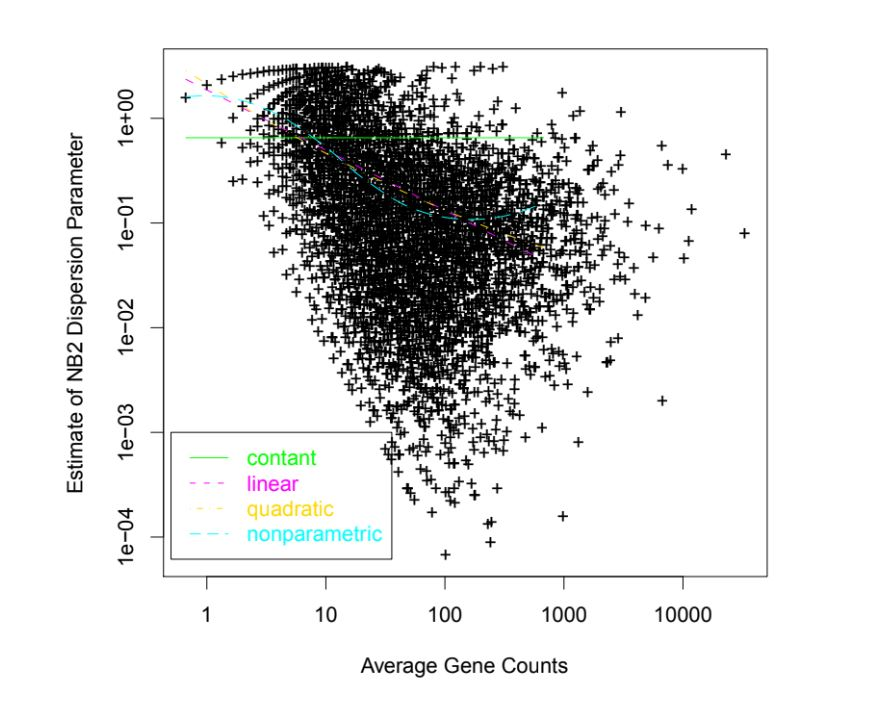 Estimate of NB2 Dispersion Parameter
1e+00
1e-01
1e-02
1e-03
1e-04
contant
linear
quadratic
nonparametric
1
10
100
1000
10000
Average Gene Counts